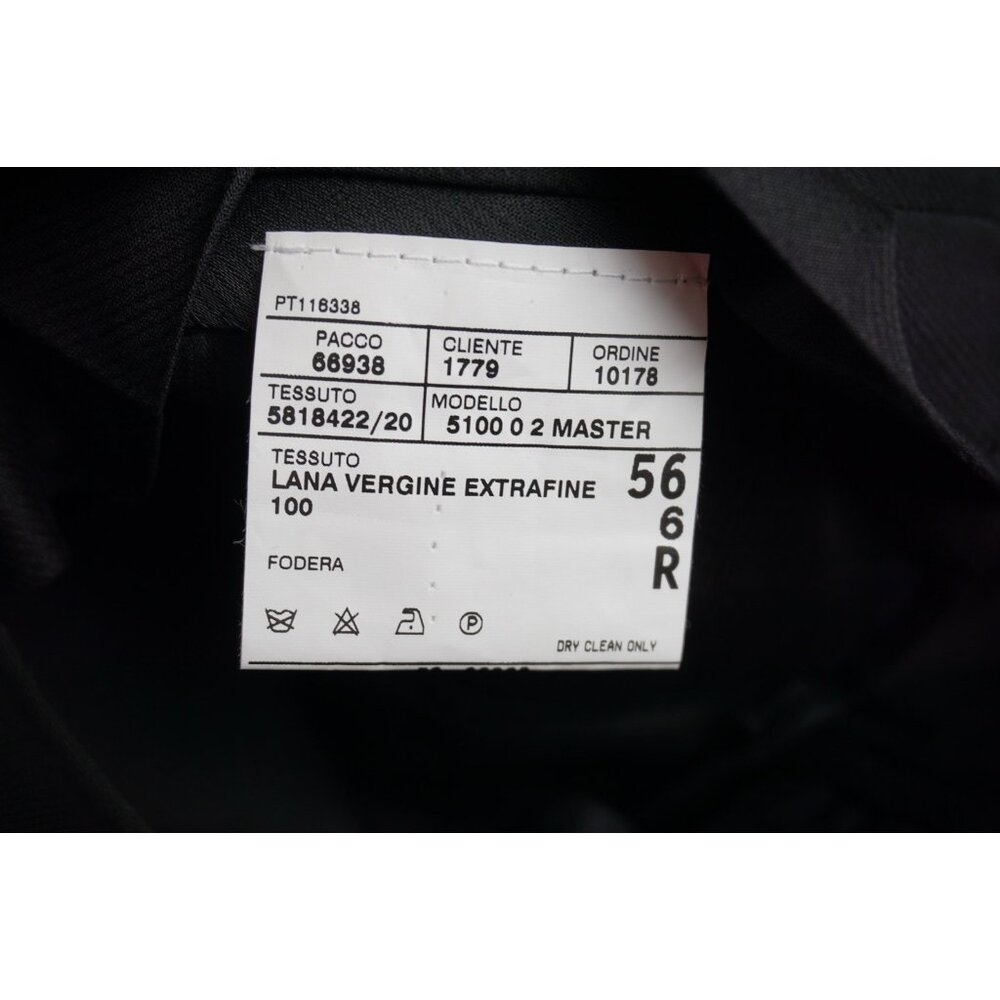 PT116338
PACCO CLIENTE ORDINE
66938 1779 10178
TESSUTO MODELLO
5818422/20 5100 0 2 MASTER
TESSUTO 56
LANA VERGINE EXTRAFINE
100 6
FODERA R
P
DRY CLEAN ONLY